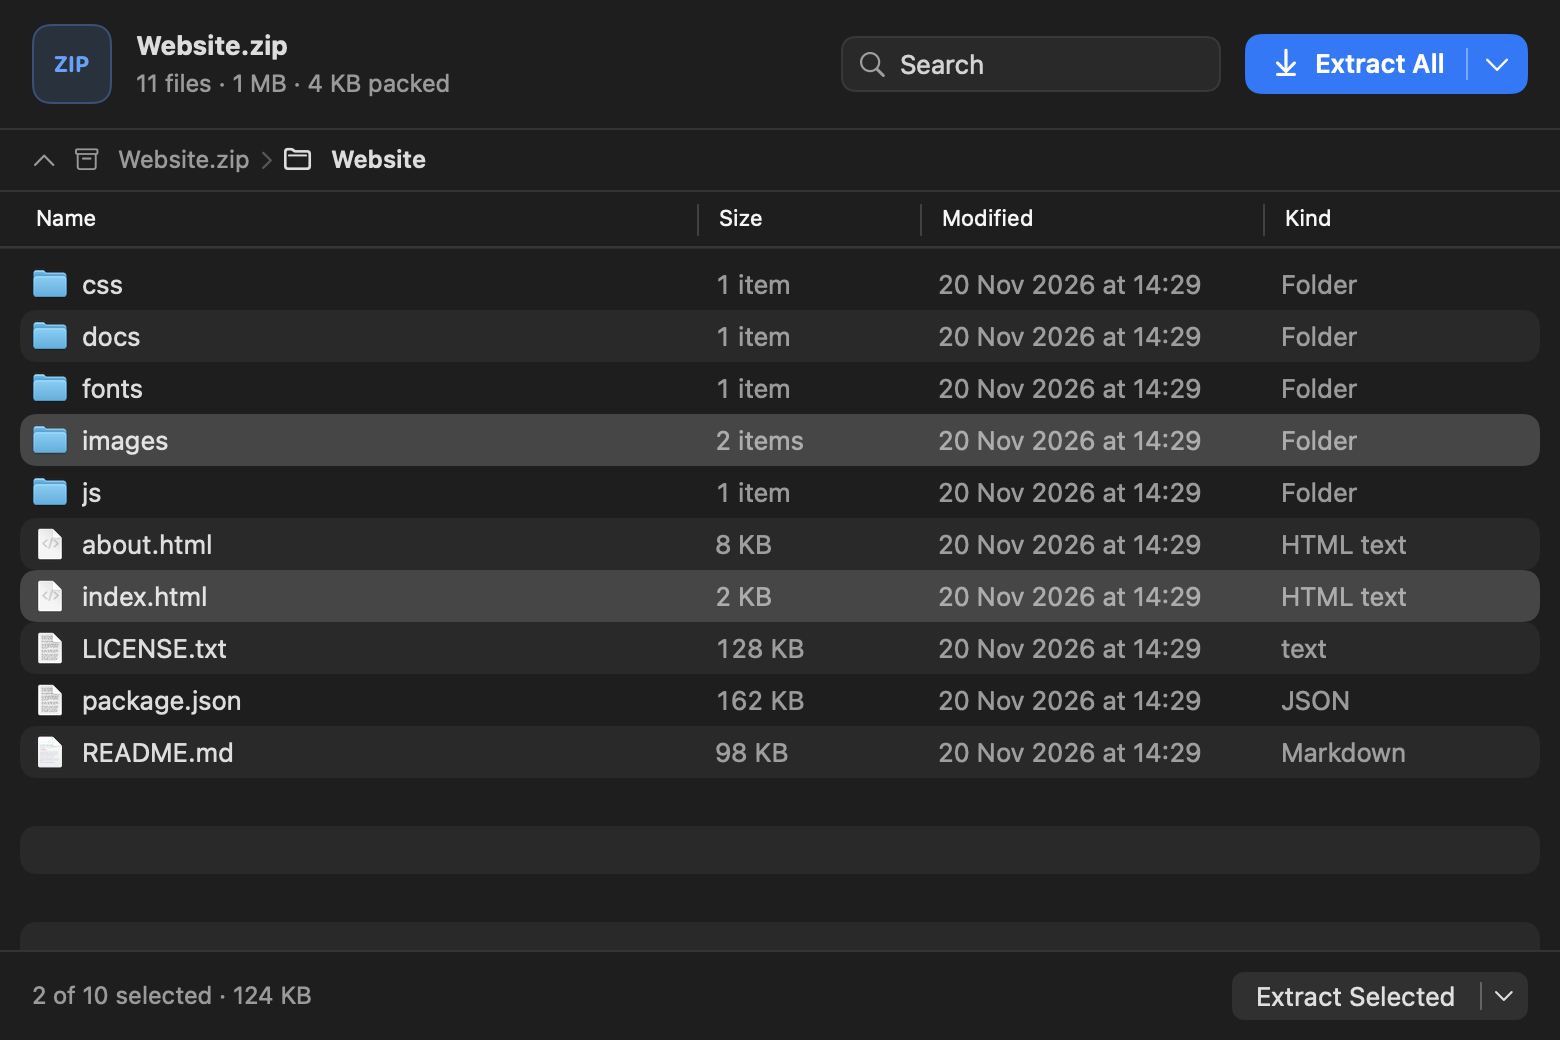 ZIP
Website.zip
11 files · 1 MB · 4 KB packed
Search
Extract All
Website.zip Website
Name Size Modified Kind
css 1 item 20 Nov 2026 at 14:29 Folder
docs 1 item 20 Nov 2026 at 14:29 Folder
fonts 1 item 20 Nov 2026 at 14:29 Folder
images 2 items 20 Nov 2026 at 14:29 Folder
js 1 item 20 Nov 2026 at 14:29 Folder
about.html 8 KB 20 Nov 2026 at 14:29 HTML text
index.html 2 KB 20 Nov 2026 at 14:29 HTML text
LICENSE.txt 128 KB 20 Nov 2026 at 14:29 text
package.json 162 KB 20 Nov 2026 at 14:29 JSON
README.md 98 KB 20 Nov 2026 at 14:29 Markdown
2 of 10 selected · 124 KB
Extract Selected